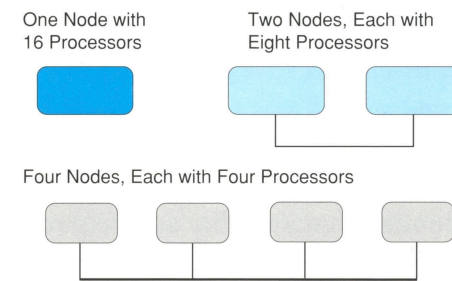 One Node with
16 Processors
Two Nodes, Each with
Eight Processors
Four Nodes, Each with Four Processors